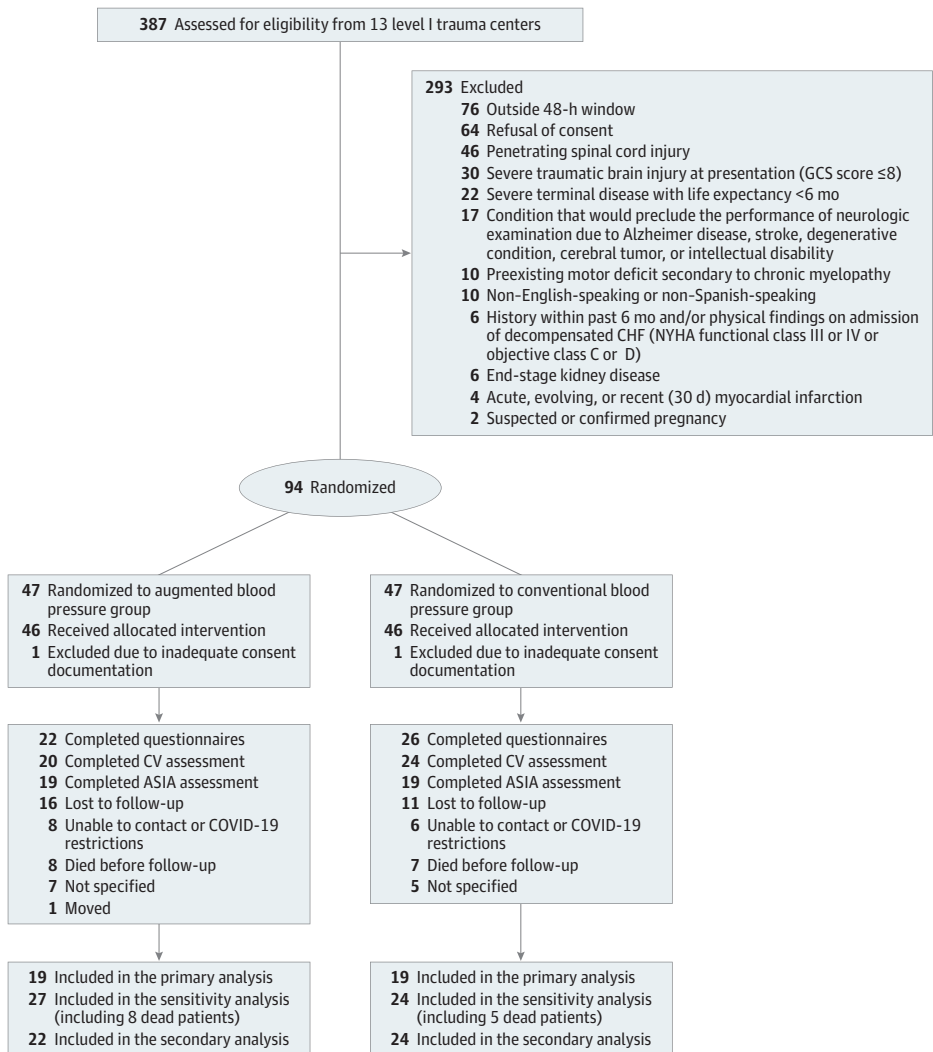 387 Assessed for eligibility from 13 level I trauma centers
293 Excluded
76 Outside 48-h window
64 Refusal of consent
46 Penetrating spinal cord injury
30 Severe traumatic brain injury at presentation (GCS score ≤8)
22 Severe terminal disease with life expectancy <6 mo
17 Condition that would preclude the performance of neurologic
examination due to Alzheimer disease, stroke, degenerative
condition, cerebral tumor, or intellectual disability
10 Preexisting motor deficit secondary to chronic myelopathy
10 Non-English-speaking or non-Spanish-speaking
6 History within past 6 mo and/or physical findings on admission
of decompensated CHF (NYHA functional class III or IV or
objective class C or D)
6 End-stage kidney disease
4 Acute, evolving, or recent (30 d) myocardial infarction
2 Suspected or confirmed pregnancy
94 Randomized
47 Randomized to augmented blood
pressure group
46 Received allocated intervention
1 Excluded due to inadequate consent
documentation
47 Randomized to conventional blood
pressure group
46 Received allocated intervention
1 Excluded due to inadequate consent
documentation
22 Completed questionnaires
20 Completed CV assessment
19 Completed ASIA assessment
16 Lost to follow-up
8 Unable to contact or COVID-19
restrictions
8 Died before follow-up
7 Not specified
1 Moved
26 Completed questionnaires
24 Completed CV assessment
19 Completed ASIA assessment
11 Lost to follow-up
6 Unable to contact or COVID-19
restrictions
7 Died before follow-up
5 Not specified
19 Included in the primary analysis
27 Included in the sensitivity analysis
(including 8 dead patients)
22 Included in the secondary analysis
19 Included in the primary analysis
24 Included in the sensitivity analysis
(including 5 dead patients)
24 Included in the secondary analysis